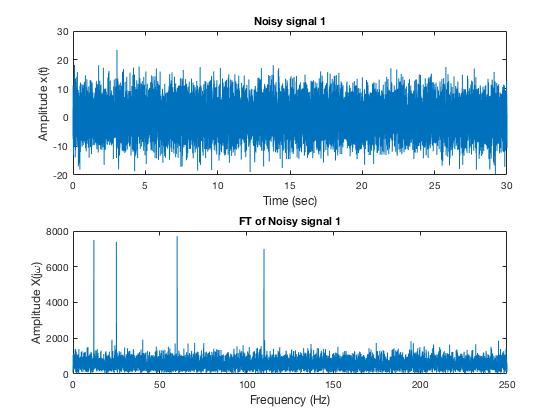 Noisy signal 1
30
20
10
0
-10
-20
Amplitude x(t)
0 5 10 15 20 25 30
Time (sec)
FT of Noisy signal 1
8000
6000
4000
2000
0
Amplitude X(jω)
0 50 100 150 200 250
Frequency (Hz)